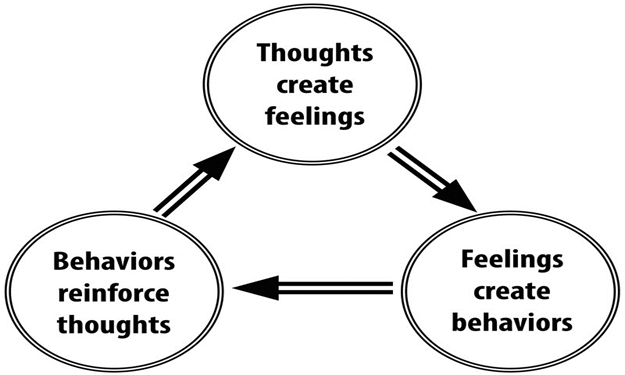 Thoughts
create
feelings
Feelings
create
behaviors
Behaviors
reinforce
thoughts